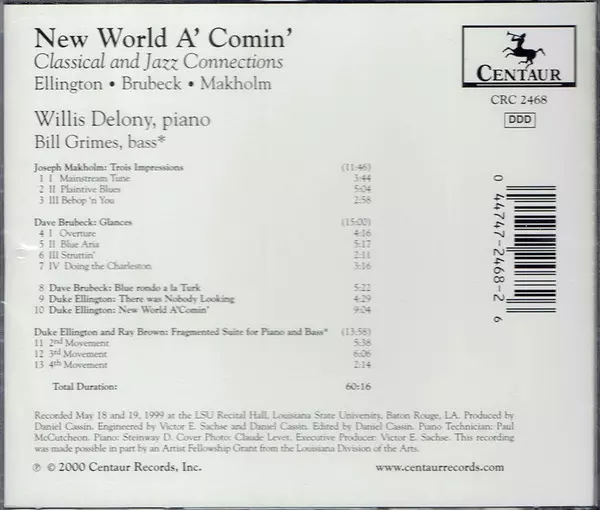 New World A' Comin'
Classical and Jazz Connections
Ellington • Brubeck • Makholm
CENTAUR
CRC 2468
DDD
Willis Delony, piano
Bill Grimes, bass*
Joseph Makholm: Trois Impressions (11:46)
1 I Mainstream Tune 3:44
2 II Plaintive Blues 5:04
3 III Bebop 'n You 2:58
Dave Brubeck: Glances (15:00)
4 I Overture 4:16
5 II Blue Aria 5:17
6 III Struttin' 2:11
7 IV Doing the Charleston 3:16
8 Dave Brubeck: Blue rondo a la Turk 5:22
9 Duke Ellington: There was Nobody Looking 4:29
10 Duke Ellington: New World A'Comin' 9:04
Duke Ellington and Ray Brown: Fragmented Suite for Piano and Bass* (13:58)
11 2nd Movement 5:38
12 3rd Movement 6:06
13 4th Movement 2:14
Total Duration: 60:16
0 44747-2468-2 6
Recorded May 18 and 19, 1999 at the LSU Recital Hall, Louisiana State University, Baton Rouge, LA. Produced by
Daniel Cassin. Engineered by Victor E. Sachse and Daniel Cassin. Edited by Daniel Cassin. Piano Technician: Paul
McCutcheon. Piano: Steinway D. Cover Photo: Claude Levet. Executive Producer: Victor E. Sachse. This recording
was made possible in part by an Artist Fellowship Grant from the Louisiana Division of the Arts.
℗ © 2000 Centaur Records, Inc. www.centaurrecords.com